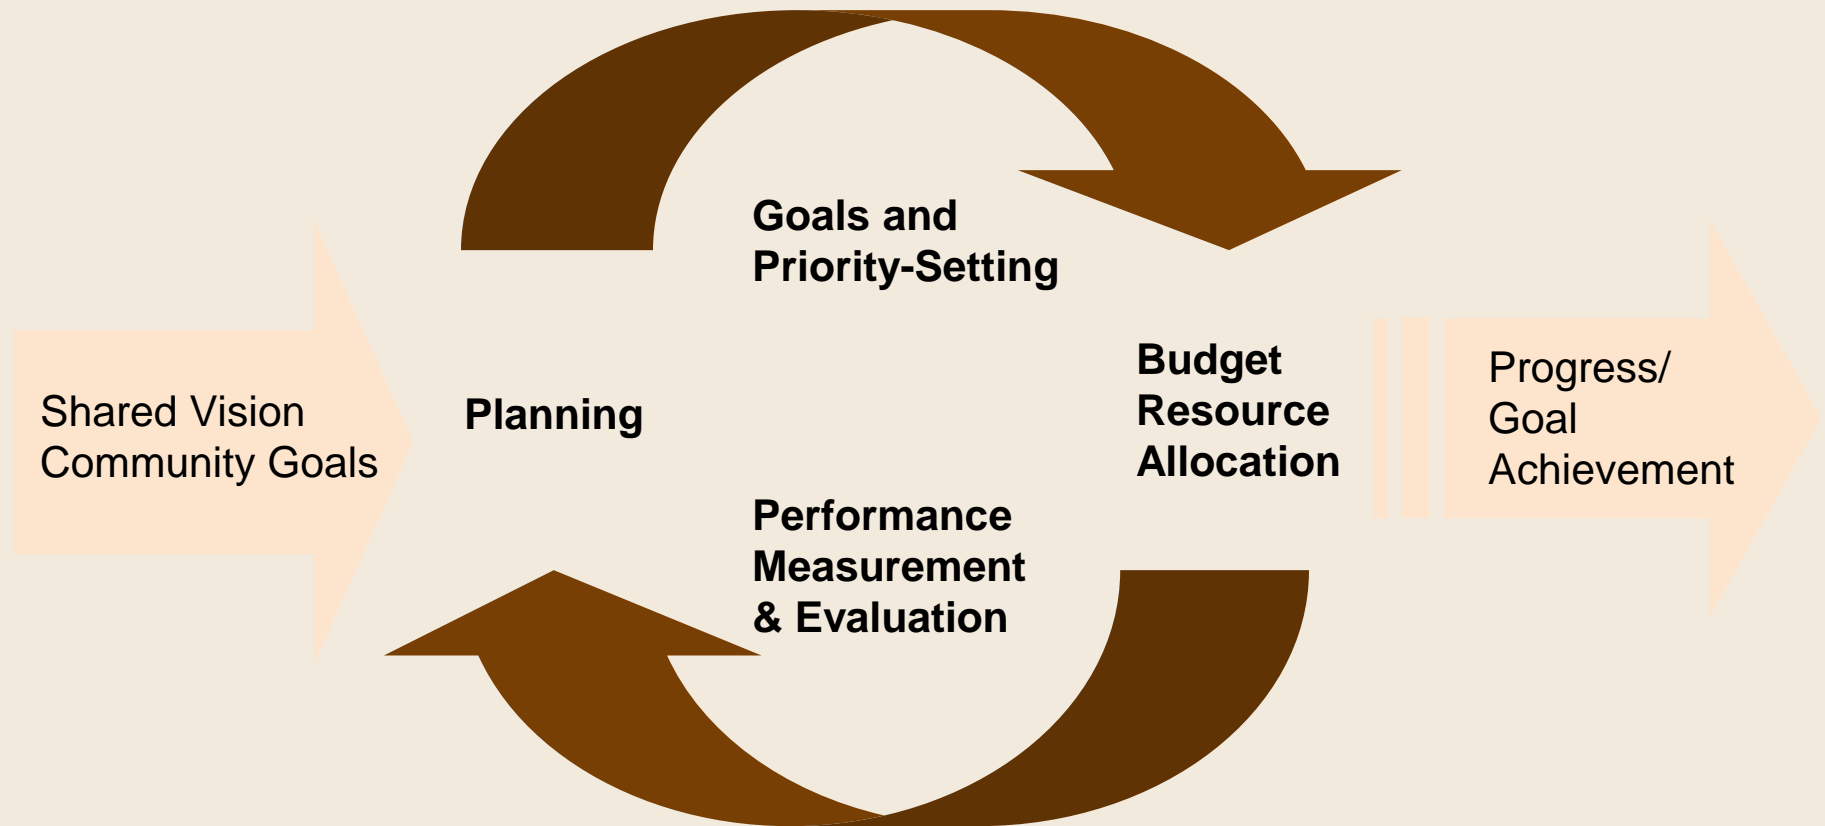 Shared Vision
Community Goals
Planning
Goals and
Priority-Setting
Performance
Measurement
& Evaluation
Budget
Resource
Allocation
Progress/
Goal
Achievement